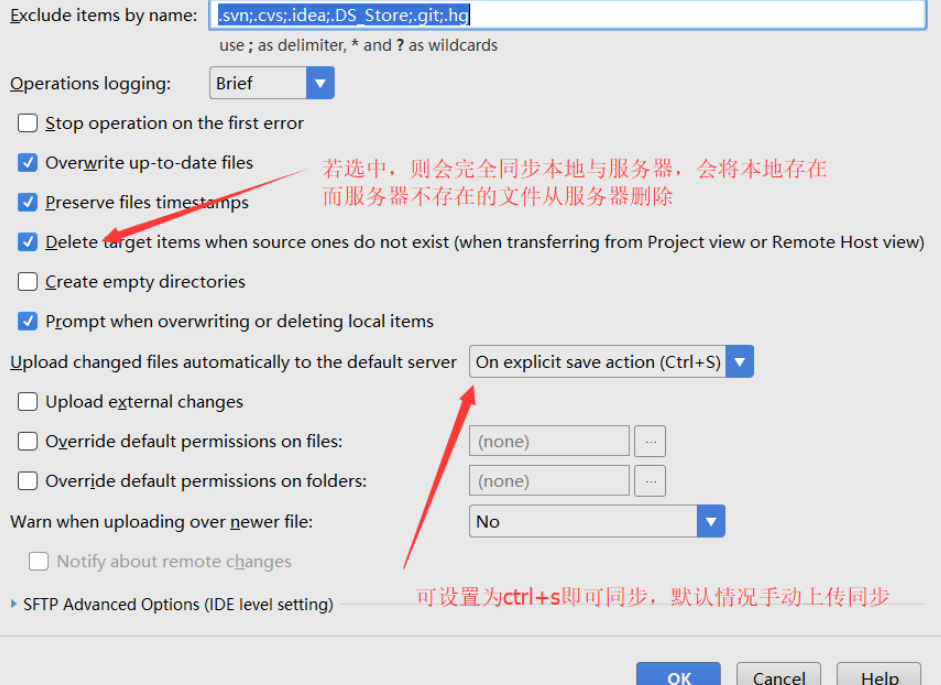 Exclude items by name: .svn;.cvs;.idea;.DS_Store;.git;.hg
use ; as delimiter, * and ? as wildcards
Operations logging: Brief
Stop operation on the first error
Overwrite up-to-date files
若选中，则会完全同步本地与服务器，会将本地存在
而服务器不存在的文件从服务器删除
Preserve files timestamps
Delete target items when source ones do not exist (when transferring from Project view or Remote Host view)
Create empty directories
Prompt when overwriting or deleting local items
Upload changed files automatically to the default server On explicit save action (Ctrl+S)
Upload external changes
Override default permissions on files: (none) ...
Override default permissions on folders: (none) ...
Warn when uploading over newer file: No
Notify about remote changes
SFTP Advanced Options (IDE level setting)
可设置为ctrl+s即可同步，默认情况手动上传同步
OK Cancel Help